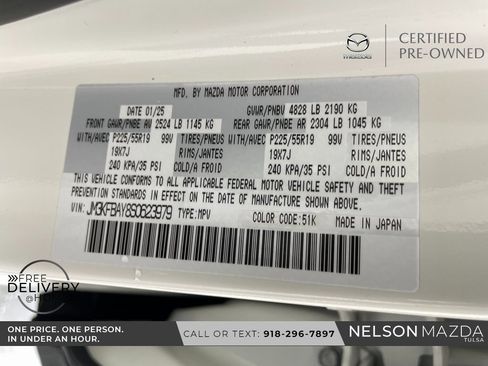 mazda
CERTIFIED
PRE-OWNED
MFD. BY MAZDA MOTOR CORPORATION
DATE 01/25
GVWR/PNBV 4828 LB 2190 KG
FRONT GAWR/PNBE AV 2524 LB 1145 KG
REAR GAWR/PNBE AR 2304 LB 1045 KG
WITH/AVEC P225/55R19 99V TIRES/PNEUS
WITH/AVEC P225/55R19 99V TIRES/PNEUS
19X7J RIMS/JANTES
19X7J RIMS/JANTES
240 KPA/35 PSI COLD/A FROID
240 KPA/35 PSI COLD/A FROID
THIS VEHICLE CONFORMS TO ALL APPLICABLE FEDERAL MOTOR VEHICLE SAFETY, BUMPER, AND THEFT
PREVENTION STANDARDS IN EFFECT ON THE DATE OF MANUFACTURE SHOWN ABOVE.
VIN: JM3KFBAY8S0623979 TYPE:MPV
COLOR CODE:51K
MADE IN JAPAN
FREE
DELIVERY
@HOME
ONE PRICE. ONE PERSON.
IN UNDER AN HOUR.
CALL OR TEXT: 918-296-7897
NELSON MAZDA
TULSA